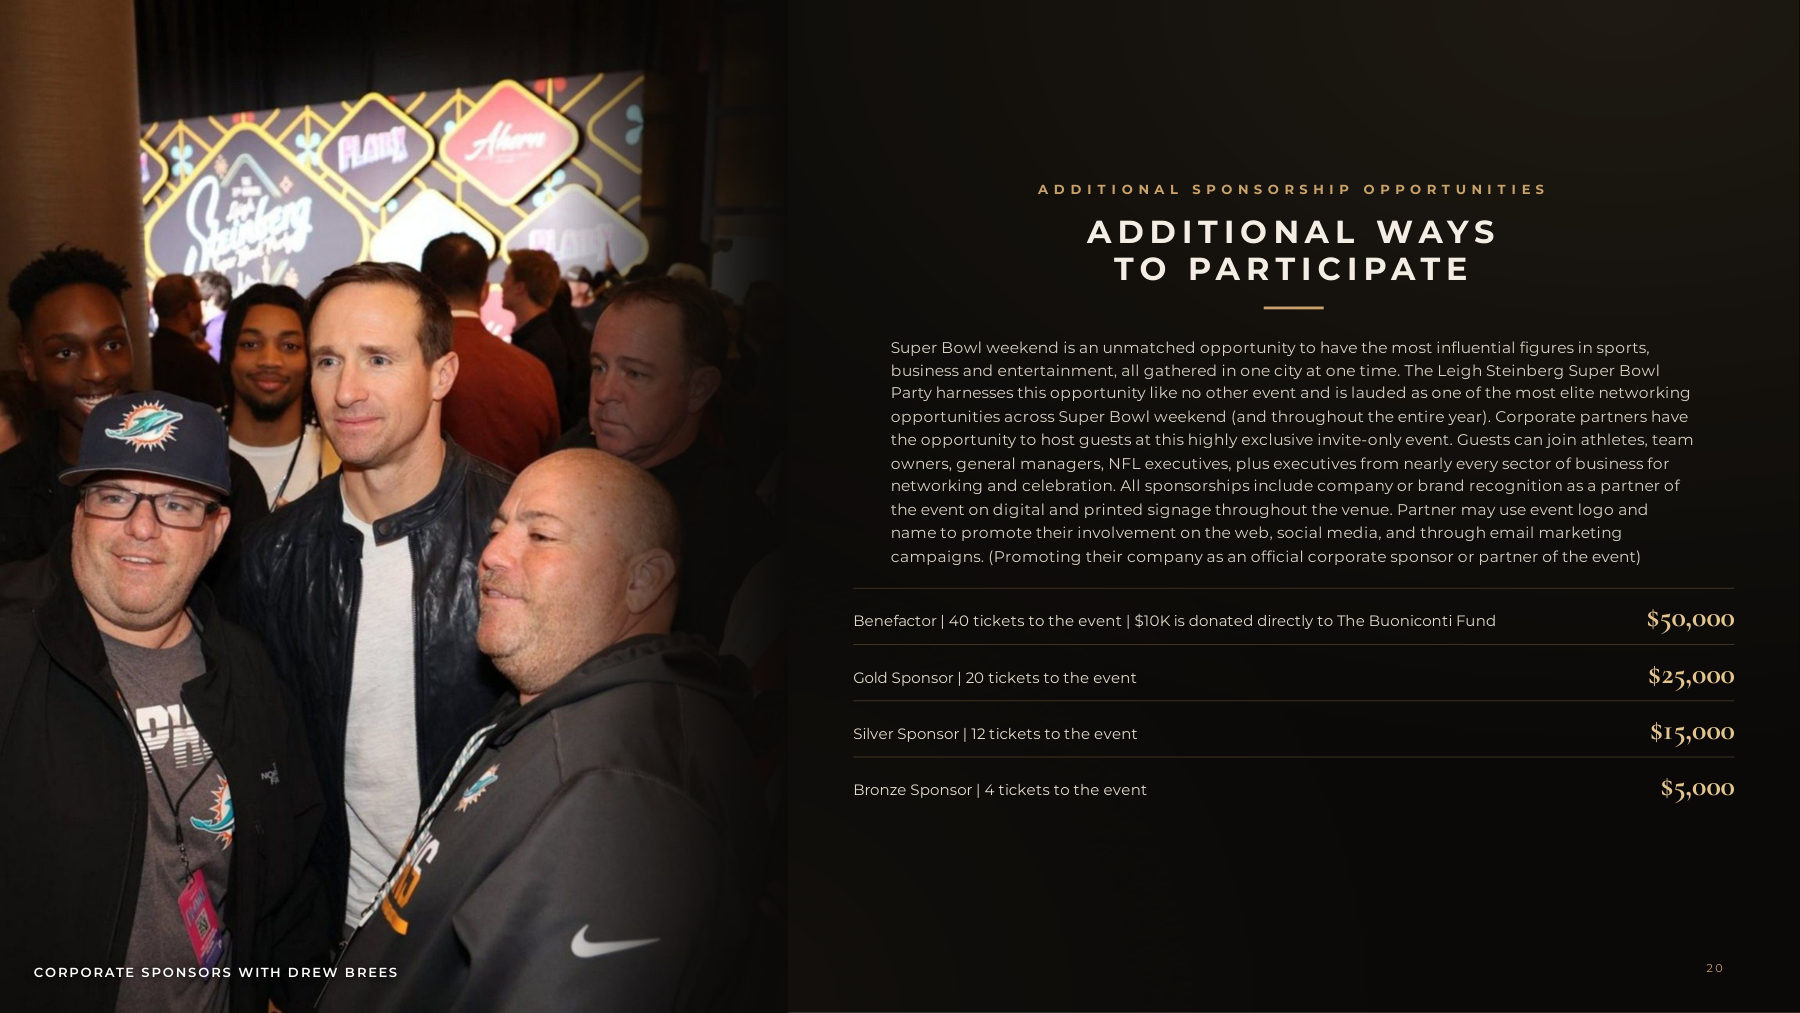 FLARX
Ahern
Leigh
Steinberg
Super Bowl Party
CORPORATE SPONSORS WITH DREW BREES
ADDITIONAL SPONSORSHIP OPPORTUNITIES
ADDITIONAL WAYS
TO PARTICIPATE
Super Bowl weekend is an unmatched opportunity to have the most influential figures in sports,
business and entertainment, all gathered in one city at one time. The Leigh Steinberg Super Bowl
Party harnesses this opportunity like no other event and is lauded as one of the most elite networking
opportunities across Super Bowl weekend (and throughout the entire year). Corporate partners have
the opportunity to host guests at this highly exclusive invite-only event. Guests can join athletes, team
owners, general managers, NFL executives, plus executives from nearly every sector of business for
networking and celebration. All sponsorships include company or brand recognition as a partner of
the event on digital and printed signage throughout the venue. Partner may use event logo and
name to promote their involvement on the web, social media, and through email marketing
campaigns. (Promoting their company as an official corporate sponsor or partner of the event)
Benefactor | 40 tickets to the event | $10K is donated directly to The Buoniconti Fund $50,000
Gold Sponsor | 20 tickets to the event $25,000
Silver Sponsor | 12 tickets to the event $15,000
Bronze Sponsor | 4 tickets to the event $5,000
20